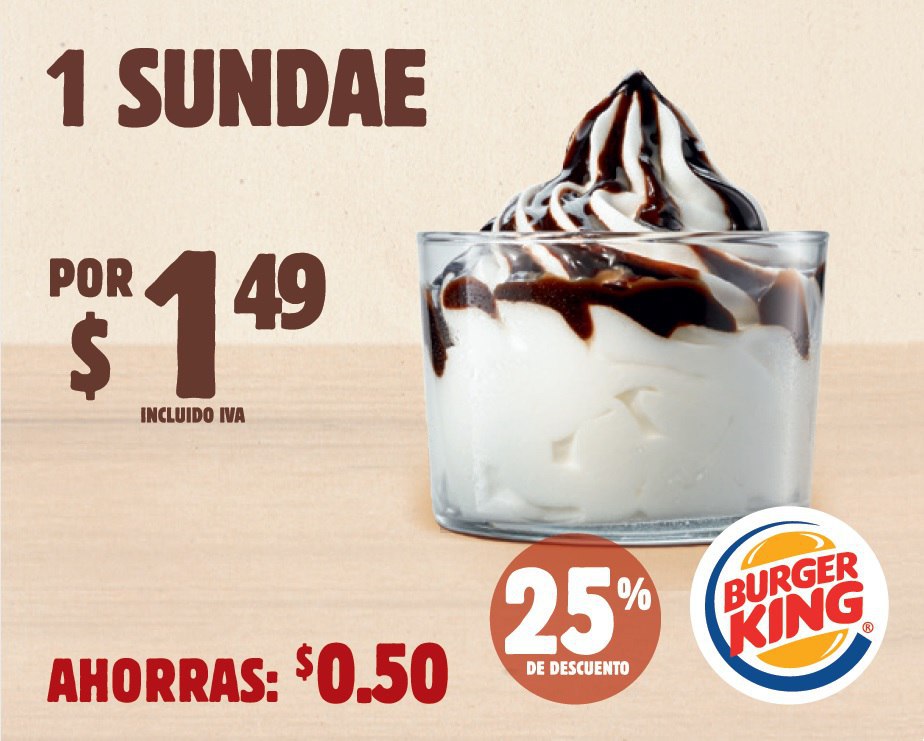 1 SUNDAE
POR
$1.49
INCLUIDO IVA
25%
DE DESCUENTO
BURGER
KING®
AHORRAS: $0.50